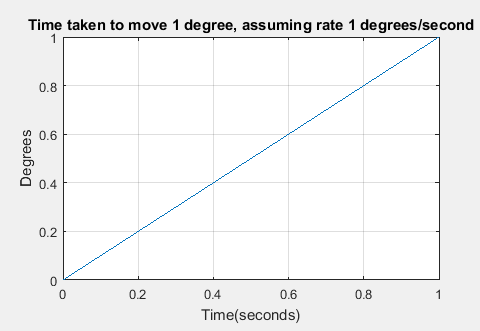 Time taken to move 1 degree, assuming rate 1 degrees/second
1
0.8
0.6
0.4
0.2
0
Degrees
0 0.2 0.4 0.6 0.8 1
Time(seconds)